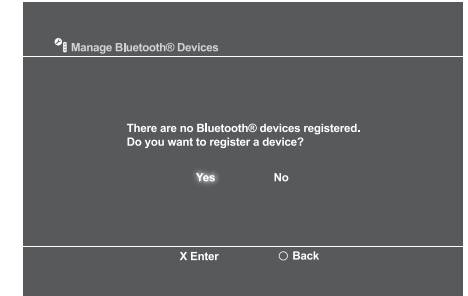 Manage Bluetooth® Devices
There are no Bluetooth® devices registered.
Do you want to register a device?
Yes No
X Enter ○ Back